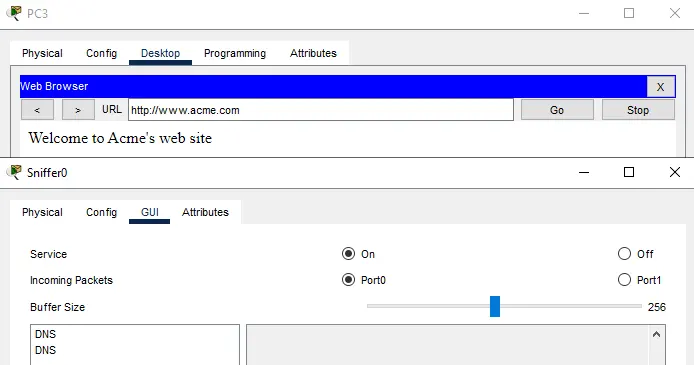 PC3
Physical Config Desktop Programming Attributes
Web Browser X
< > URL http://www.acme.com Go Stop
Welcome to Acme's web site
Sniffer0
Physical Config GUI Attributes
Service On Off
Incoming Packets Port0 Port1
Buffer Size 256
DNS
DNS